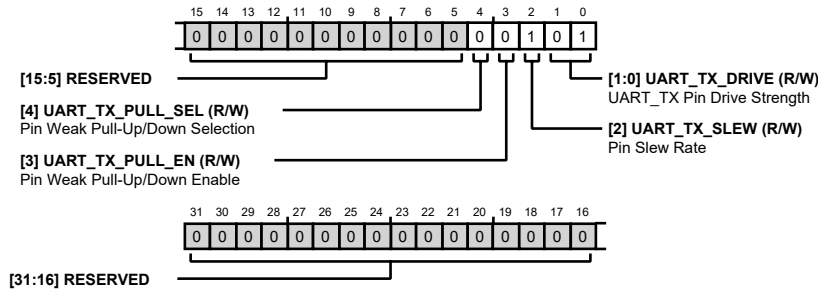 15 14 13 12 11 10 9 8 7 6 5 4 3 2 1 0
0 0 0 0 0 0 0 0 0 0 0 0 0 1 0 1
[15:5] RESERVED
[1:0] UART_TX_DRIVE (R/W)
UART_TX Pin Drive Strength
[4] UART_TX_PULL_SEL (R/W)
Pin Weak Pull-Up/Down Selection
[2] UART_TX_SLEW (R/W)
Pin Slew Rate
[3] UART_TX_PULL_EN (R/W)
Pin Weak Pull-Up/Down Enable
31 30 29 28 27 26 25 24 23 22 21 20 19 18 17 16
0 0 0 0 0 0 0 0 0 0 0 0 0 0 0 0
[31:16] RESERVED